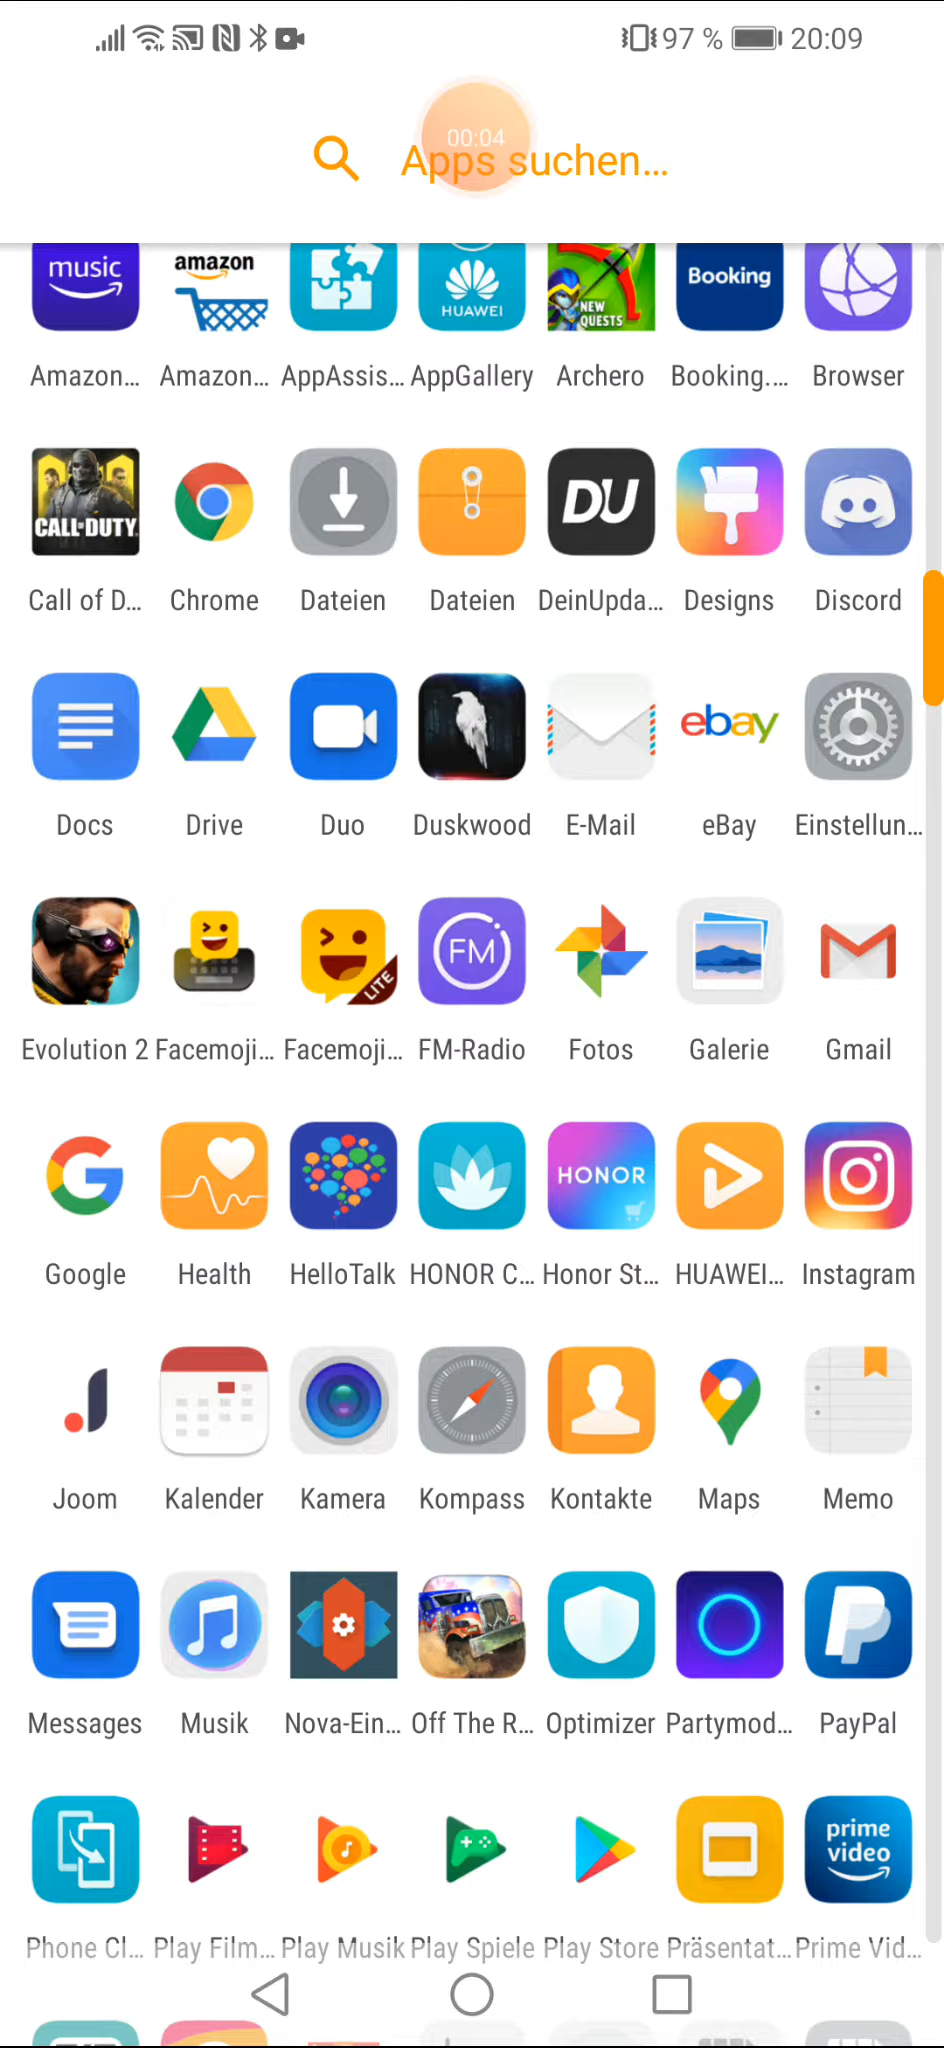 97 % 20:09
00:04
Apps suchen...
music amazon HUAWEI NEW QUESTS Booking
Amazon... Amazon... AppAssis... AppGallery Archero Booking.... Browser
CALL OF DUTY DU
Call of D... Chrome Dateien Dateien DeinUpda... Designs Discord
ebay
Docs Drive Duo Duskwood E-Mail eBay Einstellun...
LITE FM
Evolution 2 Facemoji... Facemoji... FM-Radio Fotos Galerie Gmail
HONOR
Google Health HelloTalk HONOR C... Honor St... HUAWEI... Instagram
Joom Kalender Kamera Kompass Kontakte Maps Memo
Messages Musik Nova-Ein... Off The R... Optimizer Partymod... PayPal
prime video
Phone Cl... Play Film... Play Musik Play Spiele Play Store Präsentat... Prime Vid...